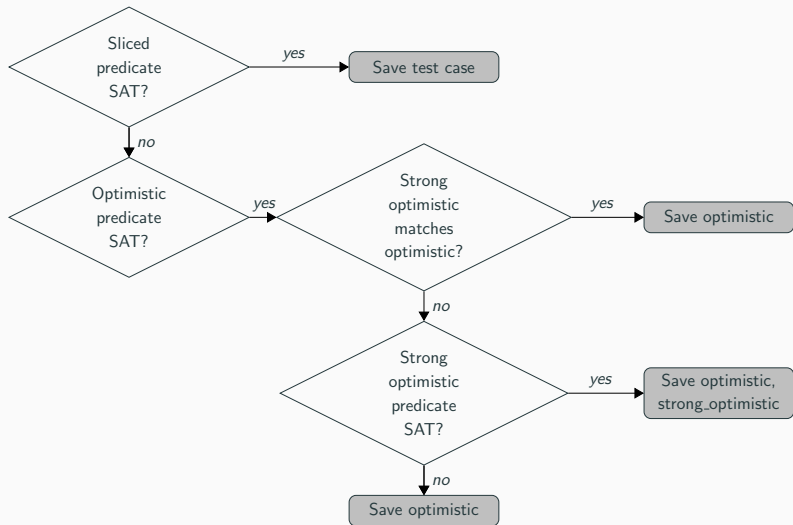 Sliced
predicate
SAT?
yes
Save test case
no
Optimistic
predicate
SAT?
yes
Strong
optimistic
matches
optimistic?
yes
Save optimistic
no
Strong
optimistic
predicate
SAT?
yes
Save optimistic,
strong_optimistic
no
Save optimistic